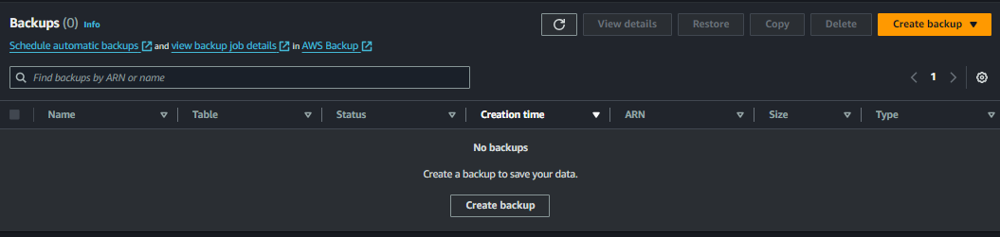 Backups (0) Info
View details Restore Copy Delete Create backup
Schedule automatic backups and view backup job details in AWS Backup
Find backups by ARN or name
1
Name Table Status Creation time ARN Size Type
No backups
Create a backup to save your data.
Create backup